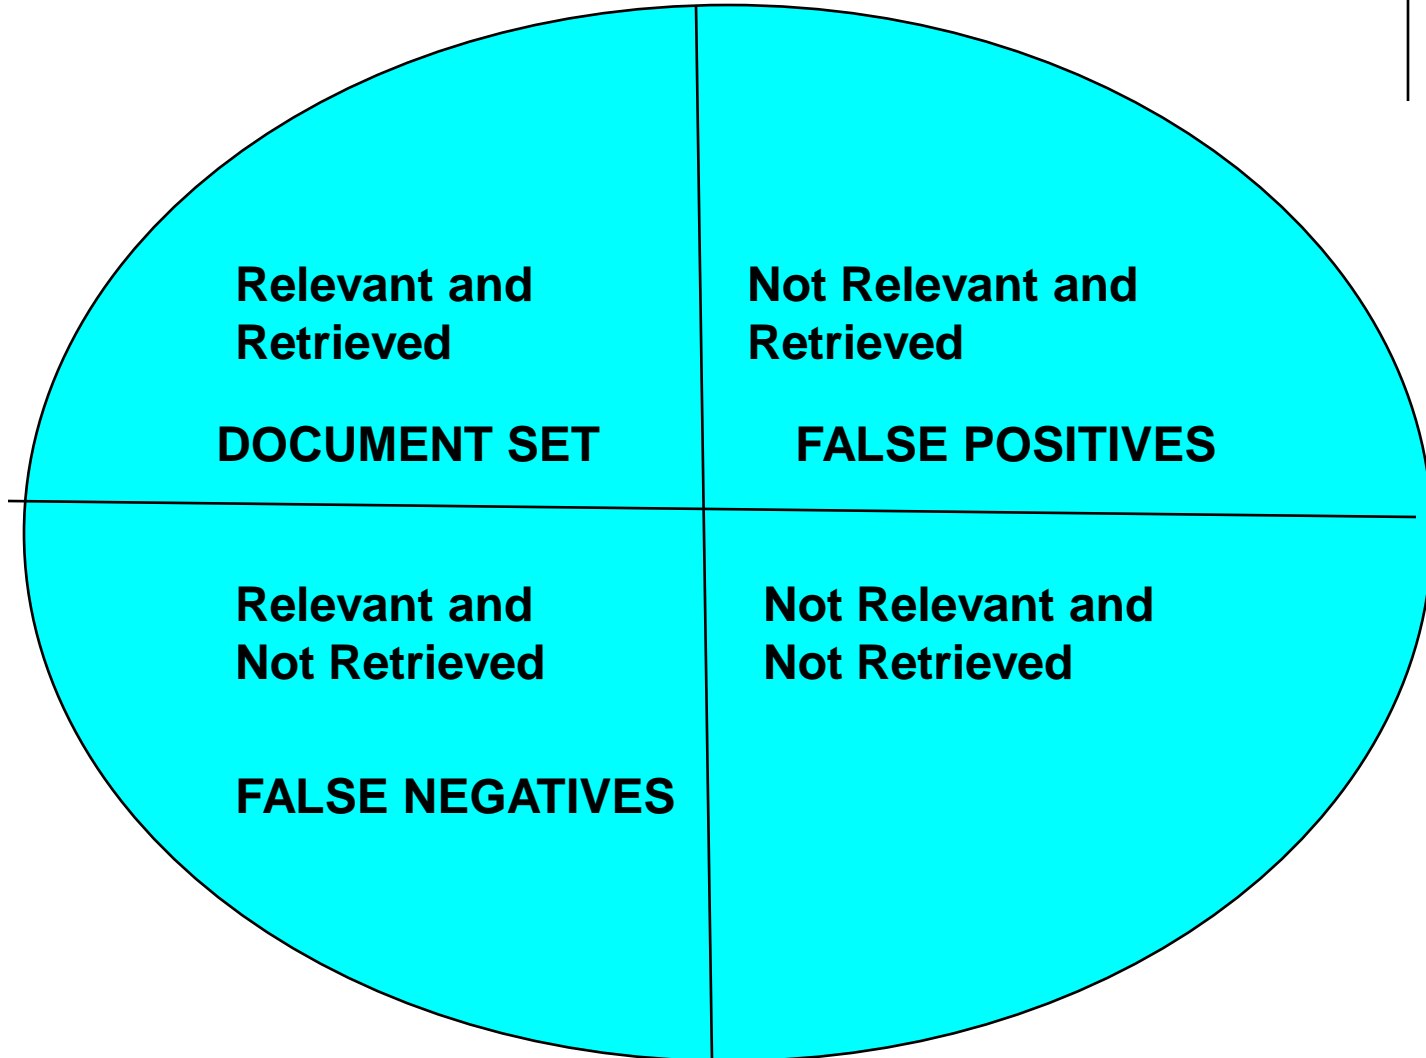 Relevant and
Retrieved
DOCUMENT SET
Not Relevant and
Retrieved
FALSE POSITIVES
Relevant and
Not Retrieved
FALSE NEGATIVES
Not Relevant and
Not Retrieved